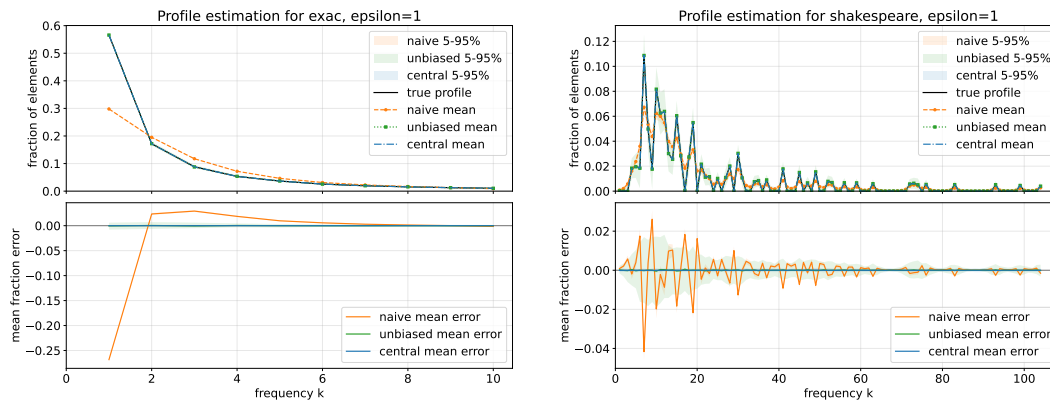 Profile estimation for exac, epsilon=1
fraction of elements
0.6
0.5
0.4
0.3
0.2
0.1
0.0
naive 5-95%
unbiased 5-95%
central 5-95%
true profile
naive mean
unbiased mean
central mean
mean fraction error
0.00
−0.05
−0.10
−0.15
−0.20
−0.25
naive mean error
unbiased mean error
central mean error
0 2 4 6 8 10
frequency k
Profile estimation for shakespeare, epsilon=1
fraction of elements
0.12
0.10
0.08
0.06
0.04
0.02
0.00
naive 5-95%
unbiased 5-95%
central 5-95%
true profile
naive mean
unbiased mean
central mean
mean fraction error
0.02
0.00
−0.02
−0.04
naive mean error
unbiased mean error
central mean error
0 20 40 60 80 100
frequency k